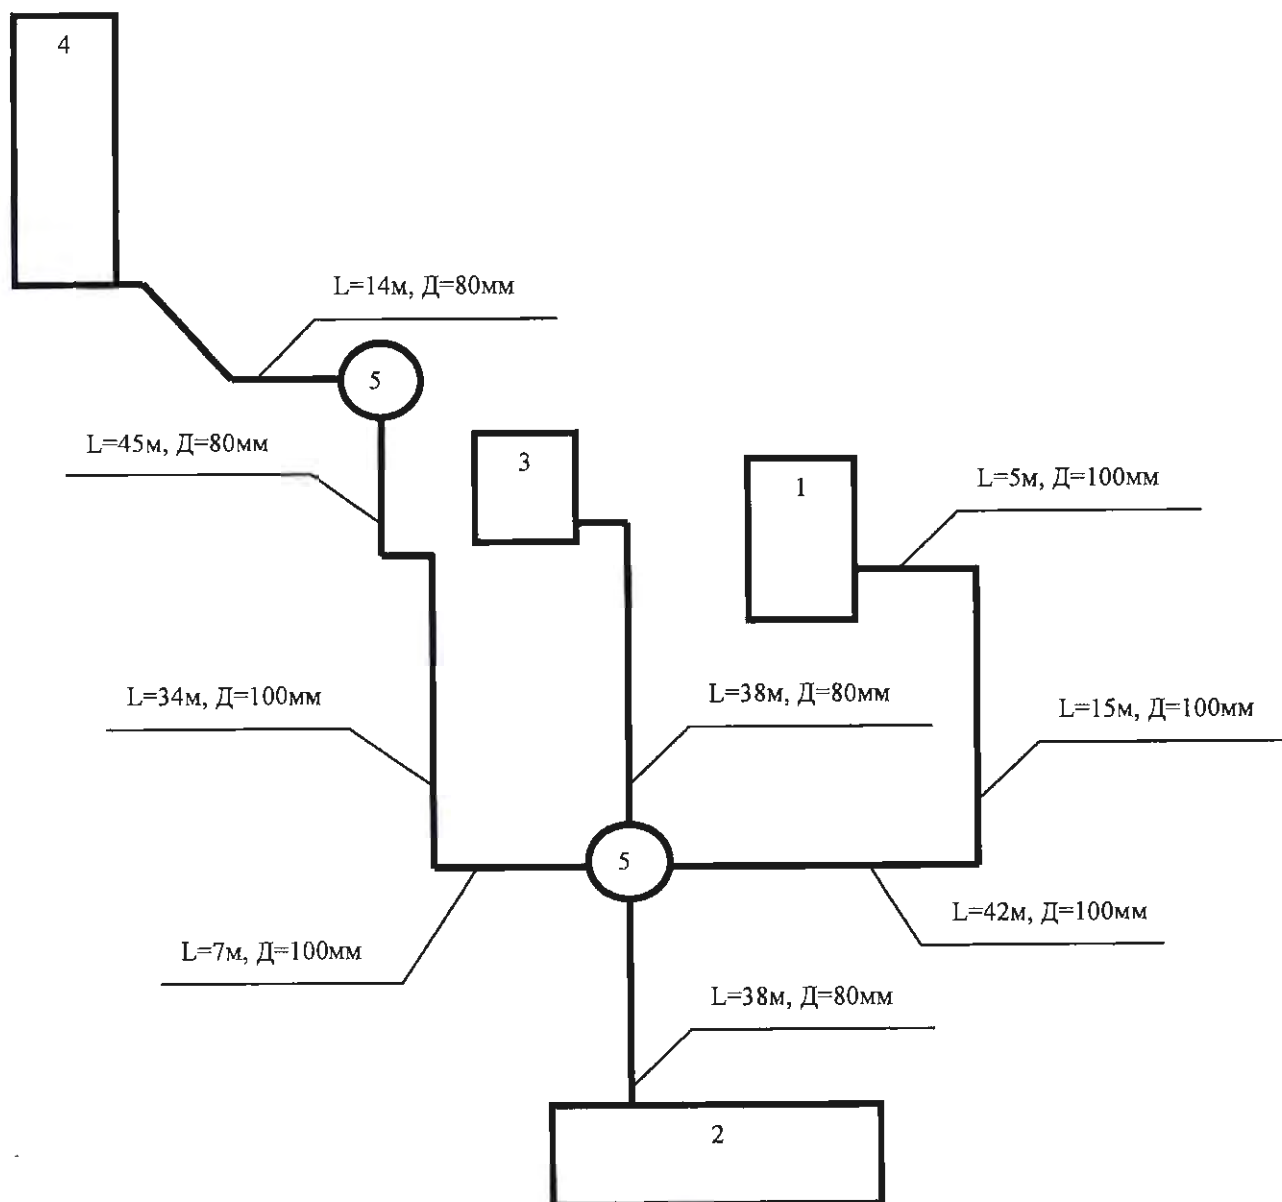 4
L=14м, Д=80мм
5
L=45м, Д=80мм
3
1
L=5м, Д=100мм
L=34м, Д=100мм
L=38м, Д=80мм
L=15м, Д=100мм
5
L=42м, Д=100мм
L=7м, Д=100мм
L=38м, Д=80мм
2